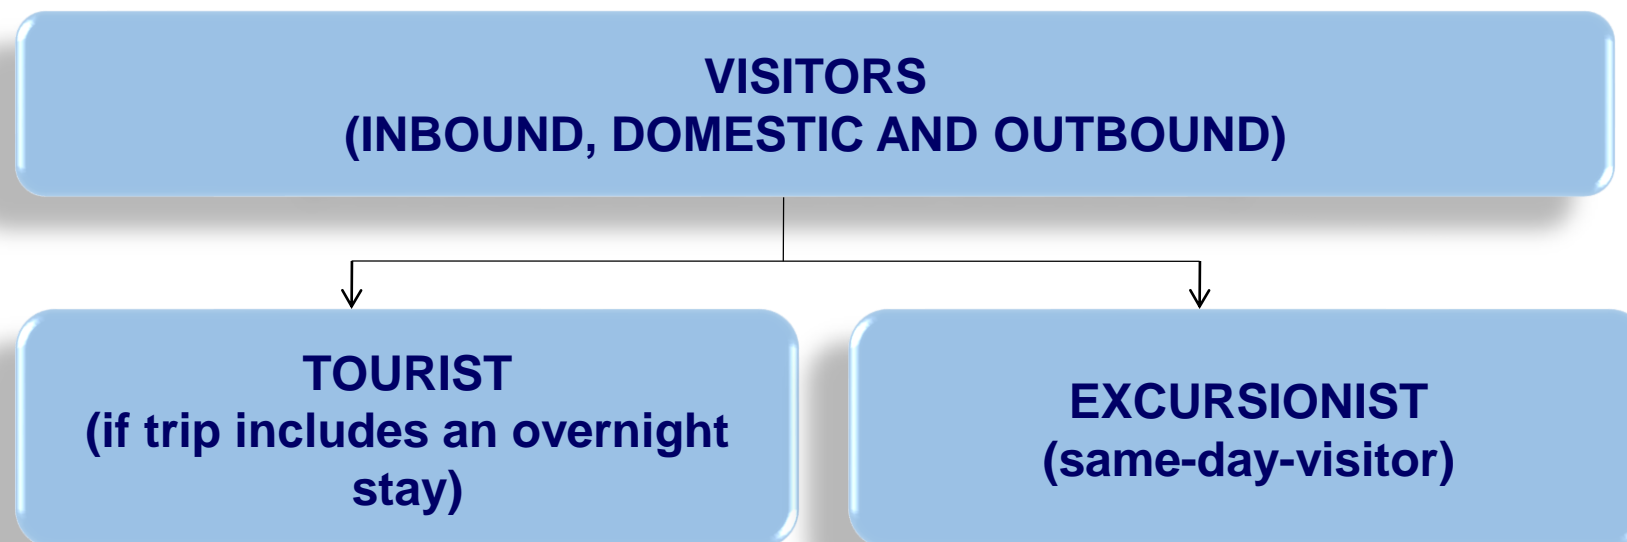 VISITORS
(INBOUND, DOMESTIC AND OUTBOUND)
TOURIST
(if trip includes an overnight
stay)
EXCURSIONIST
(same-day-visitor)